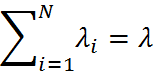 ∑_{i=1}^{N} λ_i = λ